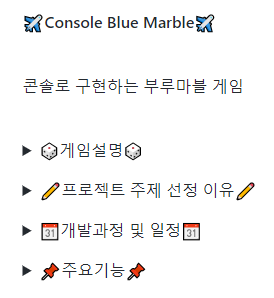 ✈️Console Blue Marble✈️
콘솔로 구현하는 부루마블 게임
▶ 🎲게임설명🎲
▶ ✏️프로젝트 주제 선정 이유✏️
▶ 📅개발과정 및 일정📅
▶ 📌주요기능📌